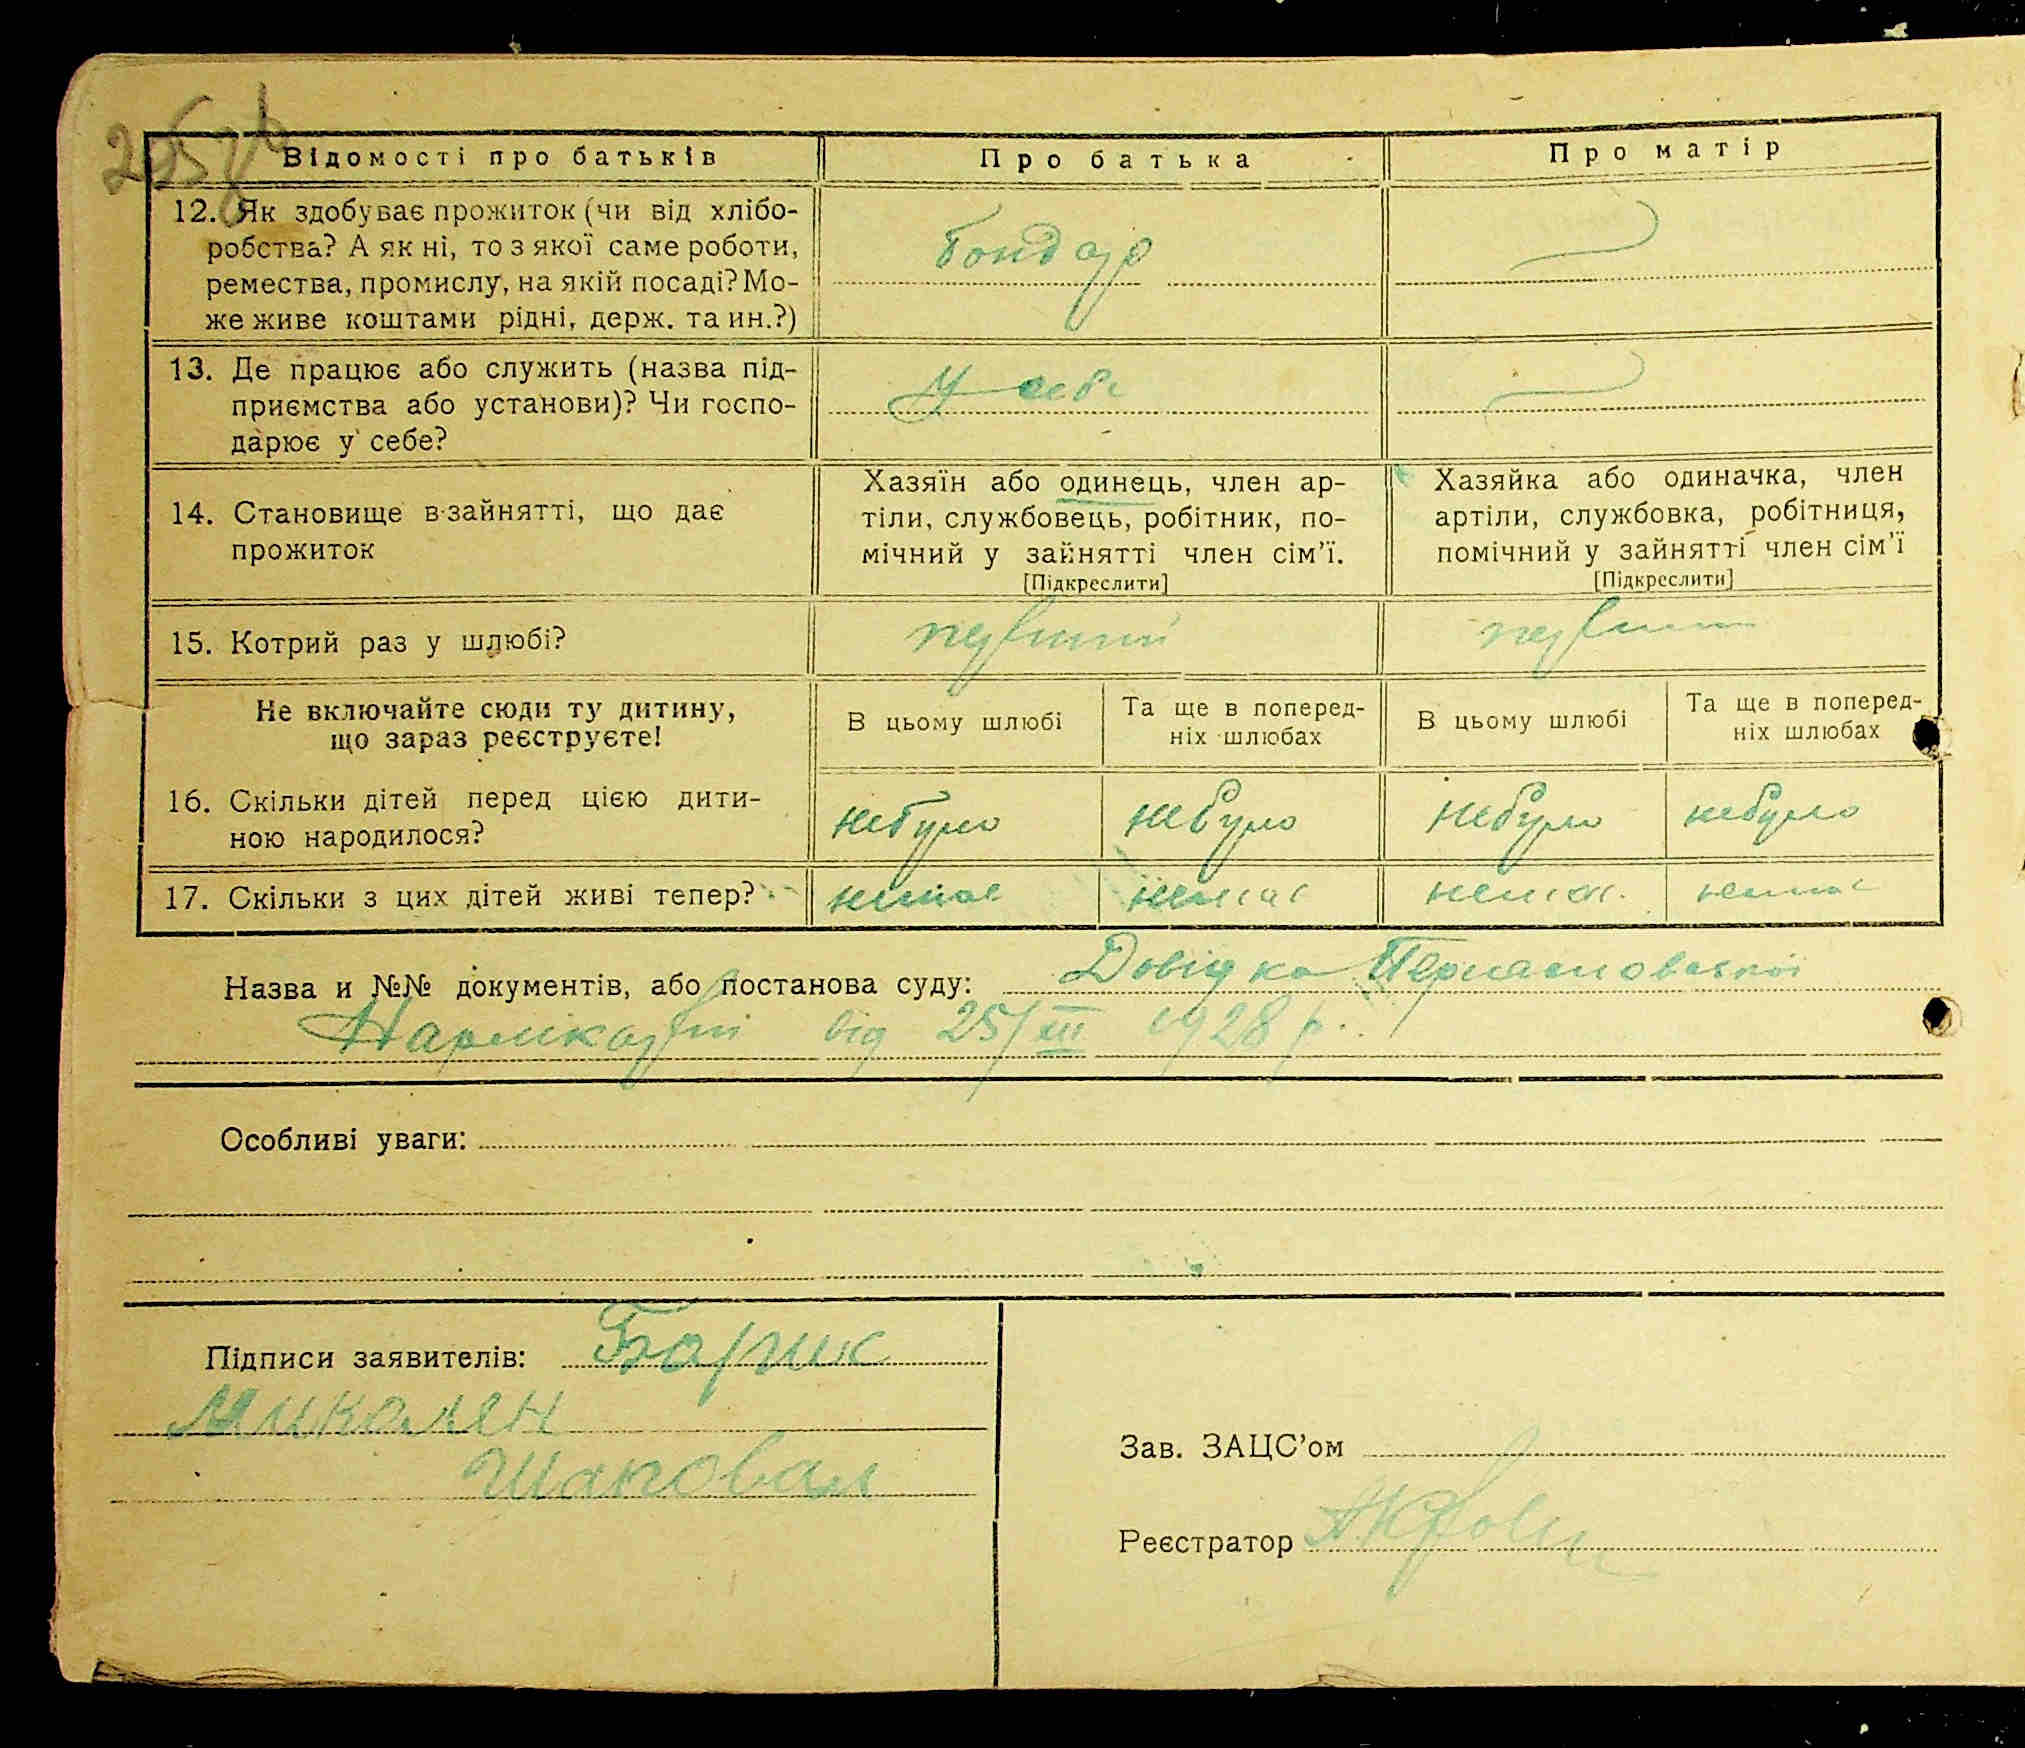 Відомості про батьків
Про батька
Про матір
12. Як здобуває прожиток (чи від хлібо-
робства? А як ні, то з якої саме роботи,
ремества, промислу, на якій посаді? Мо-
же живе коштами рідні, держ. та ин.?)
Бондар
13. Де працює або служить (назва під-
приємства або установи)? Чи госпо-
дарює у себе?
У себе
14. Становище в зайнятті, що дає
прожиток
Хазяїн або одинець, член ар-
тіли, службовець, робітник, по-
мічний у зайнятті член сім'ї.
[Підкреслити]
Хазяйка або одиначка, член
артіли, службовка, робітниця,
помічний у зайнятті член сім'ї
[Підкреслити]
15. Котрий раз у шлюбі?
первший
первший
Не включайте сюди ту дитину,
що зараз реєструєте!
В цьому шлюбі
Та ще в поперед-
ніх шлюбах
В цьому шлюбі
Та ще в поперед-
ніх шлюбах
16. Скільки дітей перед цією дити-
ною народилося?
небуло
небуло
небуло
небуло
17. Скільки з цих дітей живі тепер?
немає
немає
немає
немає
Назва и №№ документів, або постанова суду: Довідка
від 25/III 1928 р.
Особливі уваги:
Підписи заявителів:
Шаповал
Зав. ЗАЦС'ом
Реєстратор